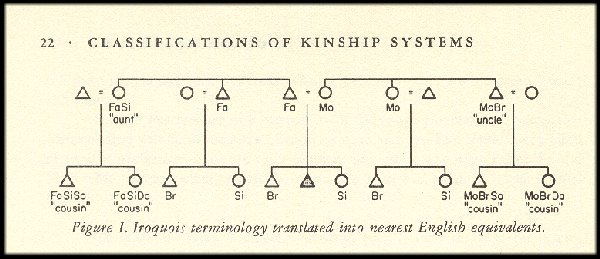 22 · CLASSIFICATIONS OF KINSHIP SYSTEMS
FaSi Fa Fa Mo Mo MoBr
"aunt" "uncle"
FaSiSo FaSiDa Br Si Br Si Br Si MoBrSo MoBrDa
"cousin" "cousin" "cousin" "cousin"
Figure 1. Iroquois terminology translated into nearest English equivalents.